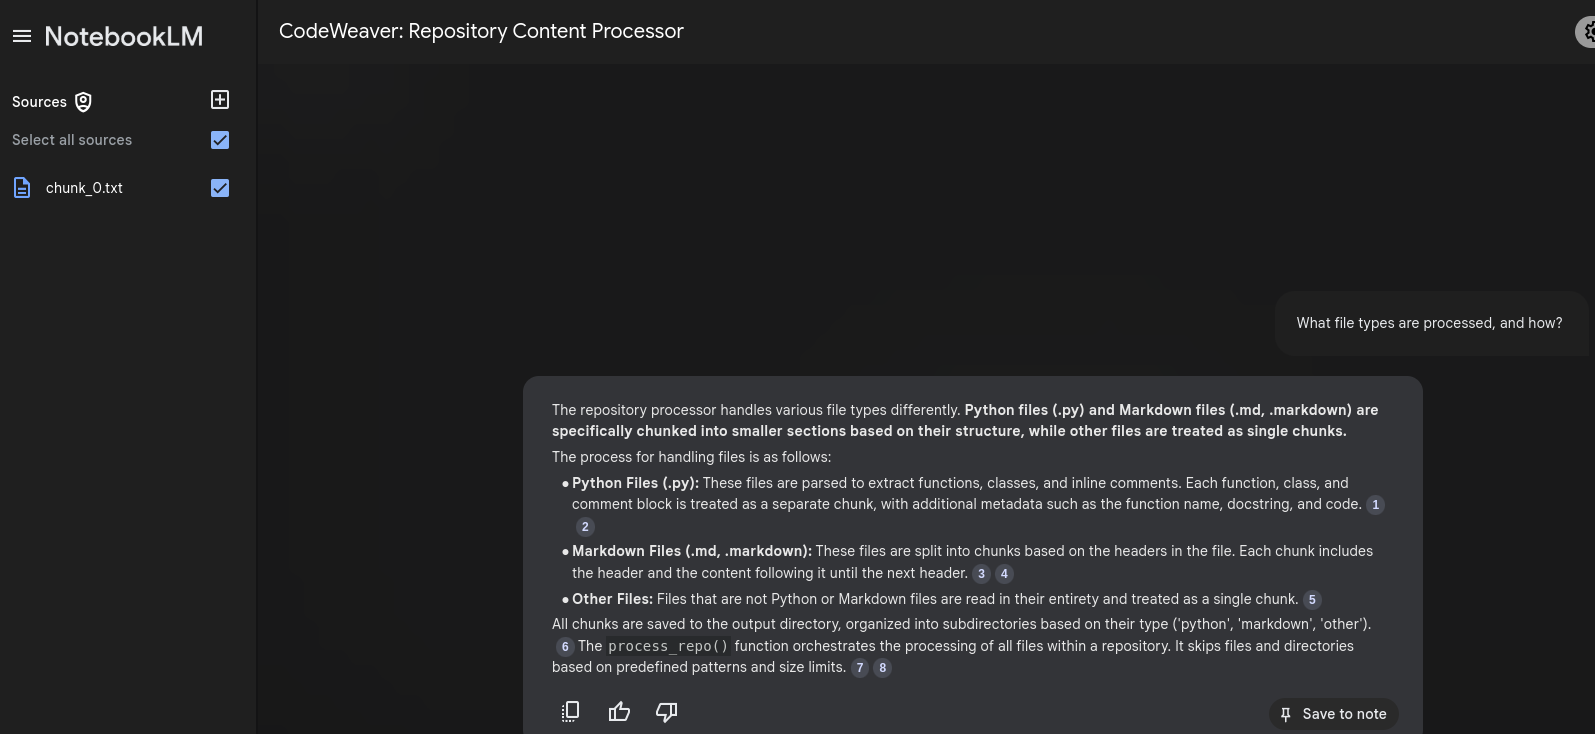 NotebookLM
CodeWeaver: Repository Content Processor
Sources
Select all sources
chunk_0.txt
What file types are processed, and how?
The repository processor handles various file types differently. Python files (.py) and Markdown files (.md, .markdown) are
specifically chunked into smaller sections based on their structure, while other files are treated as single chunks.
The process for handling files is as follows:
● Python Files (.py): These files are parsed to extract functions, classes, and inline comments. Each function, class, and
comment block is treated as a separate chunk, with additional metadata such as the function name, docstring, and code. 1
2
● Markdown Files (.md, .markdown): These files are split into chunks based on the headers in the file. Each chunk includes
the header and the content following it until the next header. 3 4
● Other Files: Files that are not Python or Markdown files are read in their entirety and treated as a single chunk. 5
All chunks are saved to the output directory, organized into subdirectories based on their type ('python', 'markdown', 'other').
6 The process_repo() function orchestrates the processing of all files within a repository. It skips files and directories
based on predefined patterns and size limits. 7 8
Save to note